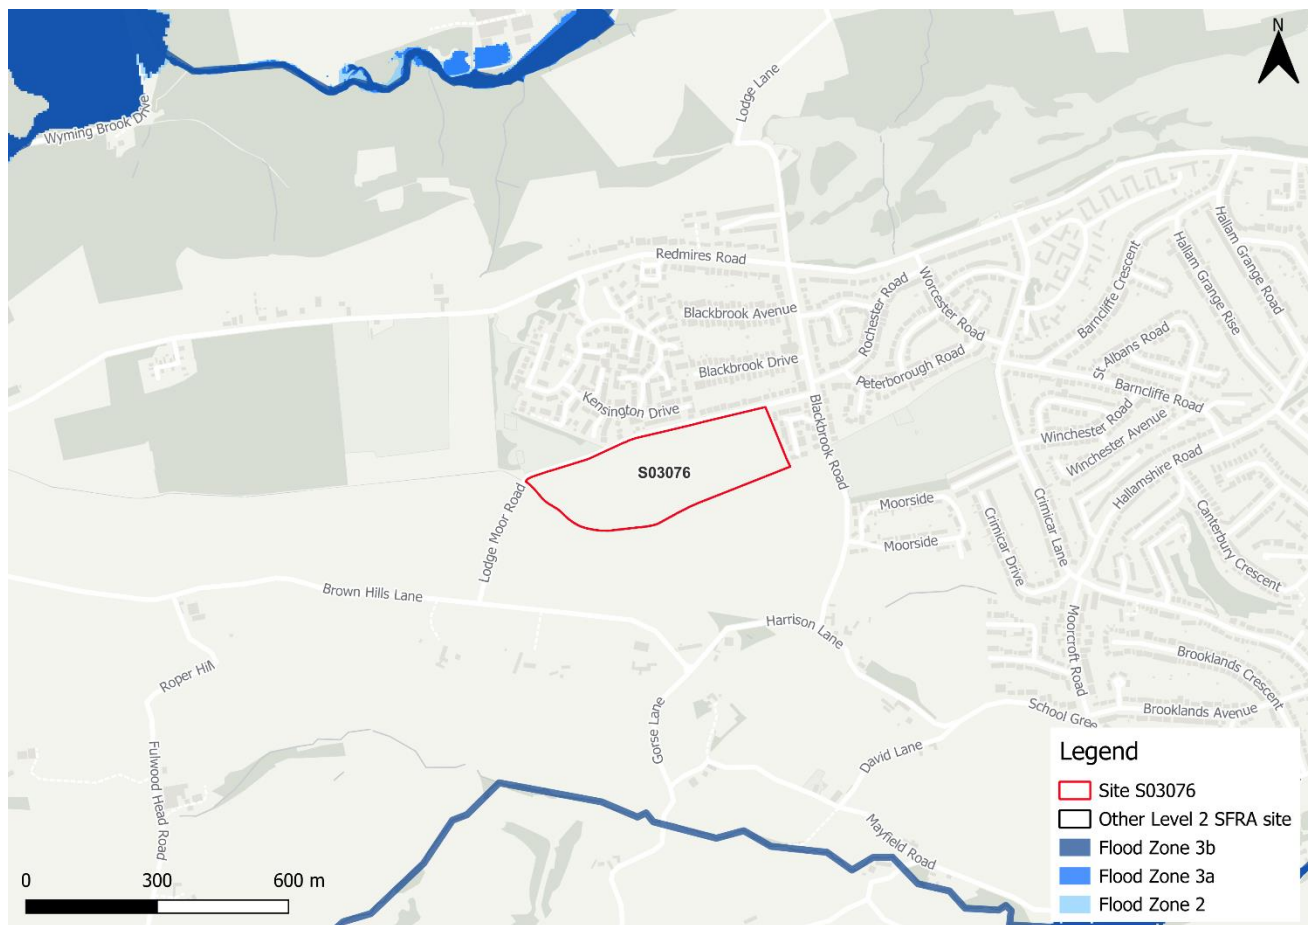 N
Lodge Lane
Wyming Brook Drive
Hallam Grange Road
Hallam Grange Rise
Redmires Road
Barncliffe Crescent
Worcester Road
Rochester Road
Blackbrook Avenue
St Albans Road
Blackbrook Drive
Peterborough Road
Barncliffe Road
Kensington Drive
Blackbrook Road
Winchester Road
Winchester Avenue
Hallamshire Road
S03076
Lodge Moor Road
Moorside
Crimicar Lane
Crimicar Drive
Canterbury Crescent
Moorside
Brown Hills Lane
Harrison Lane
Moorcroft Road
Roper Hill
Brooklands Crescent
Gorse Lane
School Gree
Brooklands Avenue
David Lane
Fulwood Head Road
Mayfield Road
Legend
Site S03076
Other Level 2 SFRA site
Flood Zone 3b
Flood Zone 3a
Flood Zone 2
0 300 600 m